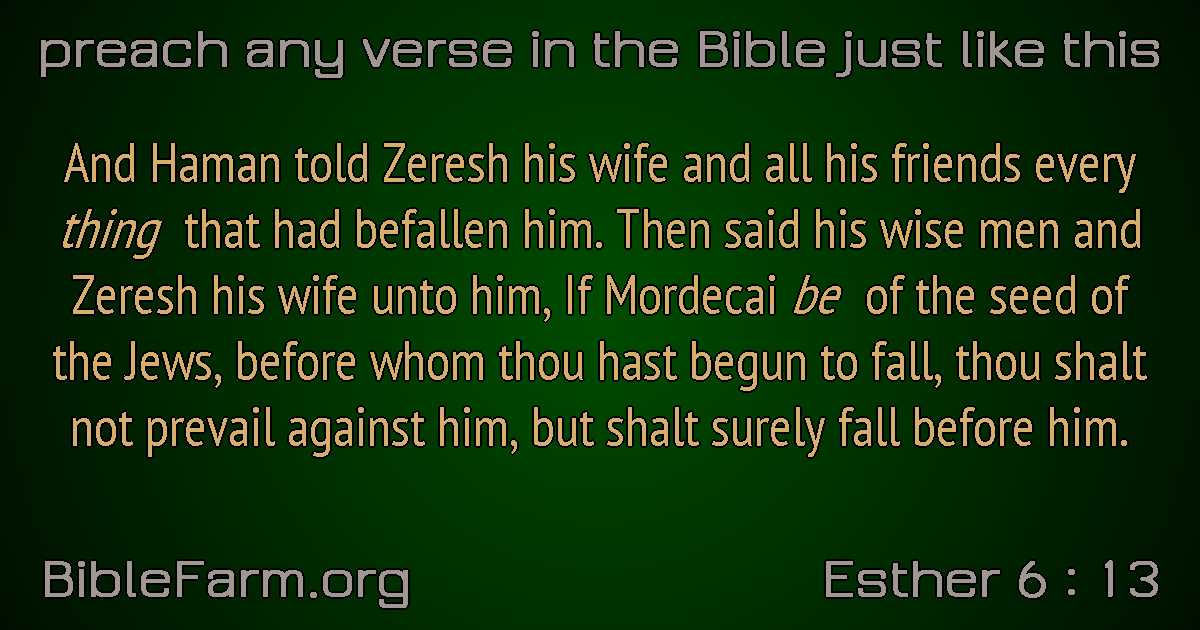 preach any verse in the Bible just like this
And Haman told Zeresh his wife and all his friends every
thing that had befallen him. Then said his wise men and
Zeresh his wife unto him, If Mordecai be of the seed of
the Jews, before whom thou hast begun to fall, thou shalt
not prevail against him, but shalt surely fall before him.
BibleFarm.org
Esther 6 : 13